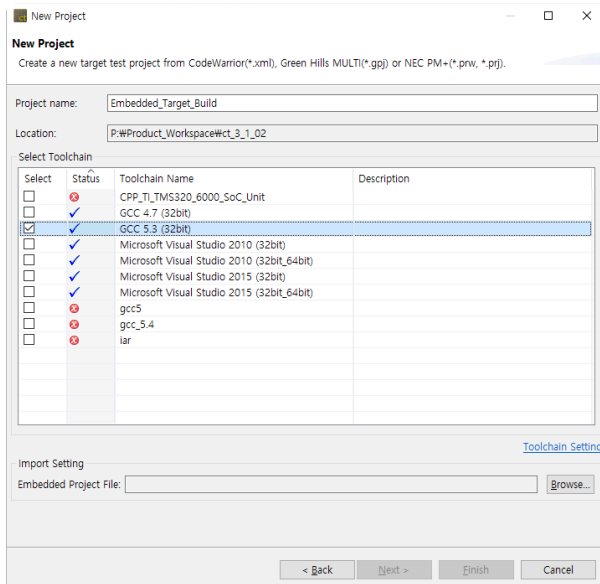 New Project
New Project
Create a new target test project from CodeWarrior(*.xml), Green Hills MULTI(*.gpj) or NEC PM+(*.prw, *.prj).
Project name: Embedded_Target_Build
Location: P:₩Product_Workspace₩ct_3_1_02
Select Toolchain
Select Status Toolchain Name Description
CPP_TI_TMS320_6000_SoC_Unit
GCC 4.7 (32bit)
GCC 5.3 (32bit)
Microsoft Visual Studio 2010 (32bit)
Microsoft Visual Studio 2010 (32bit_64bit)
Microsoft Visual Studio 2015 (32bit)
Microsoft Visual Studio 2015 (32bit_64bit)
gcc5
gcc_5.4
iar
Toolchain Setting
Import Setting
Embedded Project File: Browse...
< Back Next > Finish Cancel